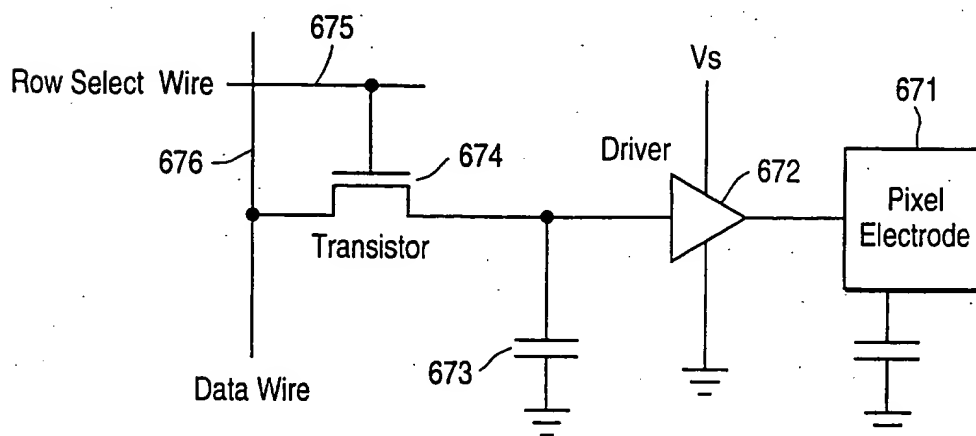 675
Row Select Wire
676
674
Transistor
Data Wire
673
Vs
Driver
672
671
Pixel
Electrode